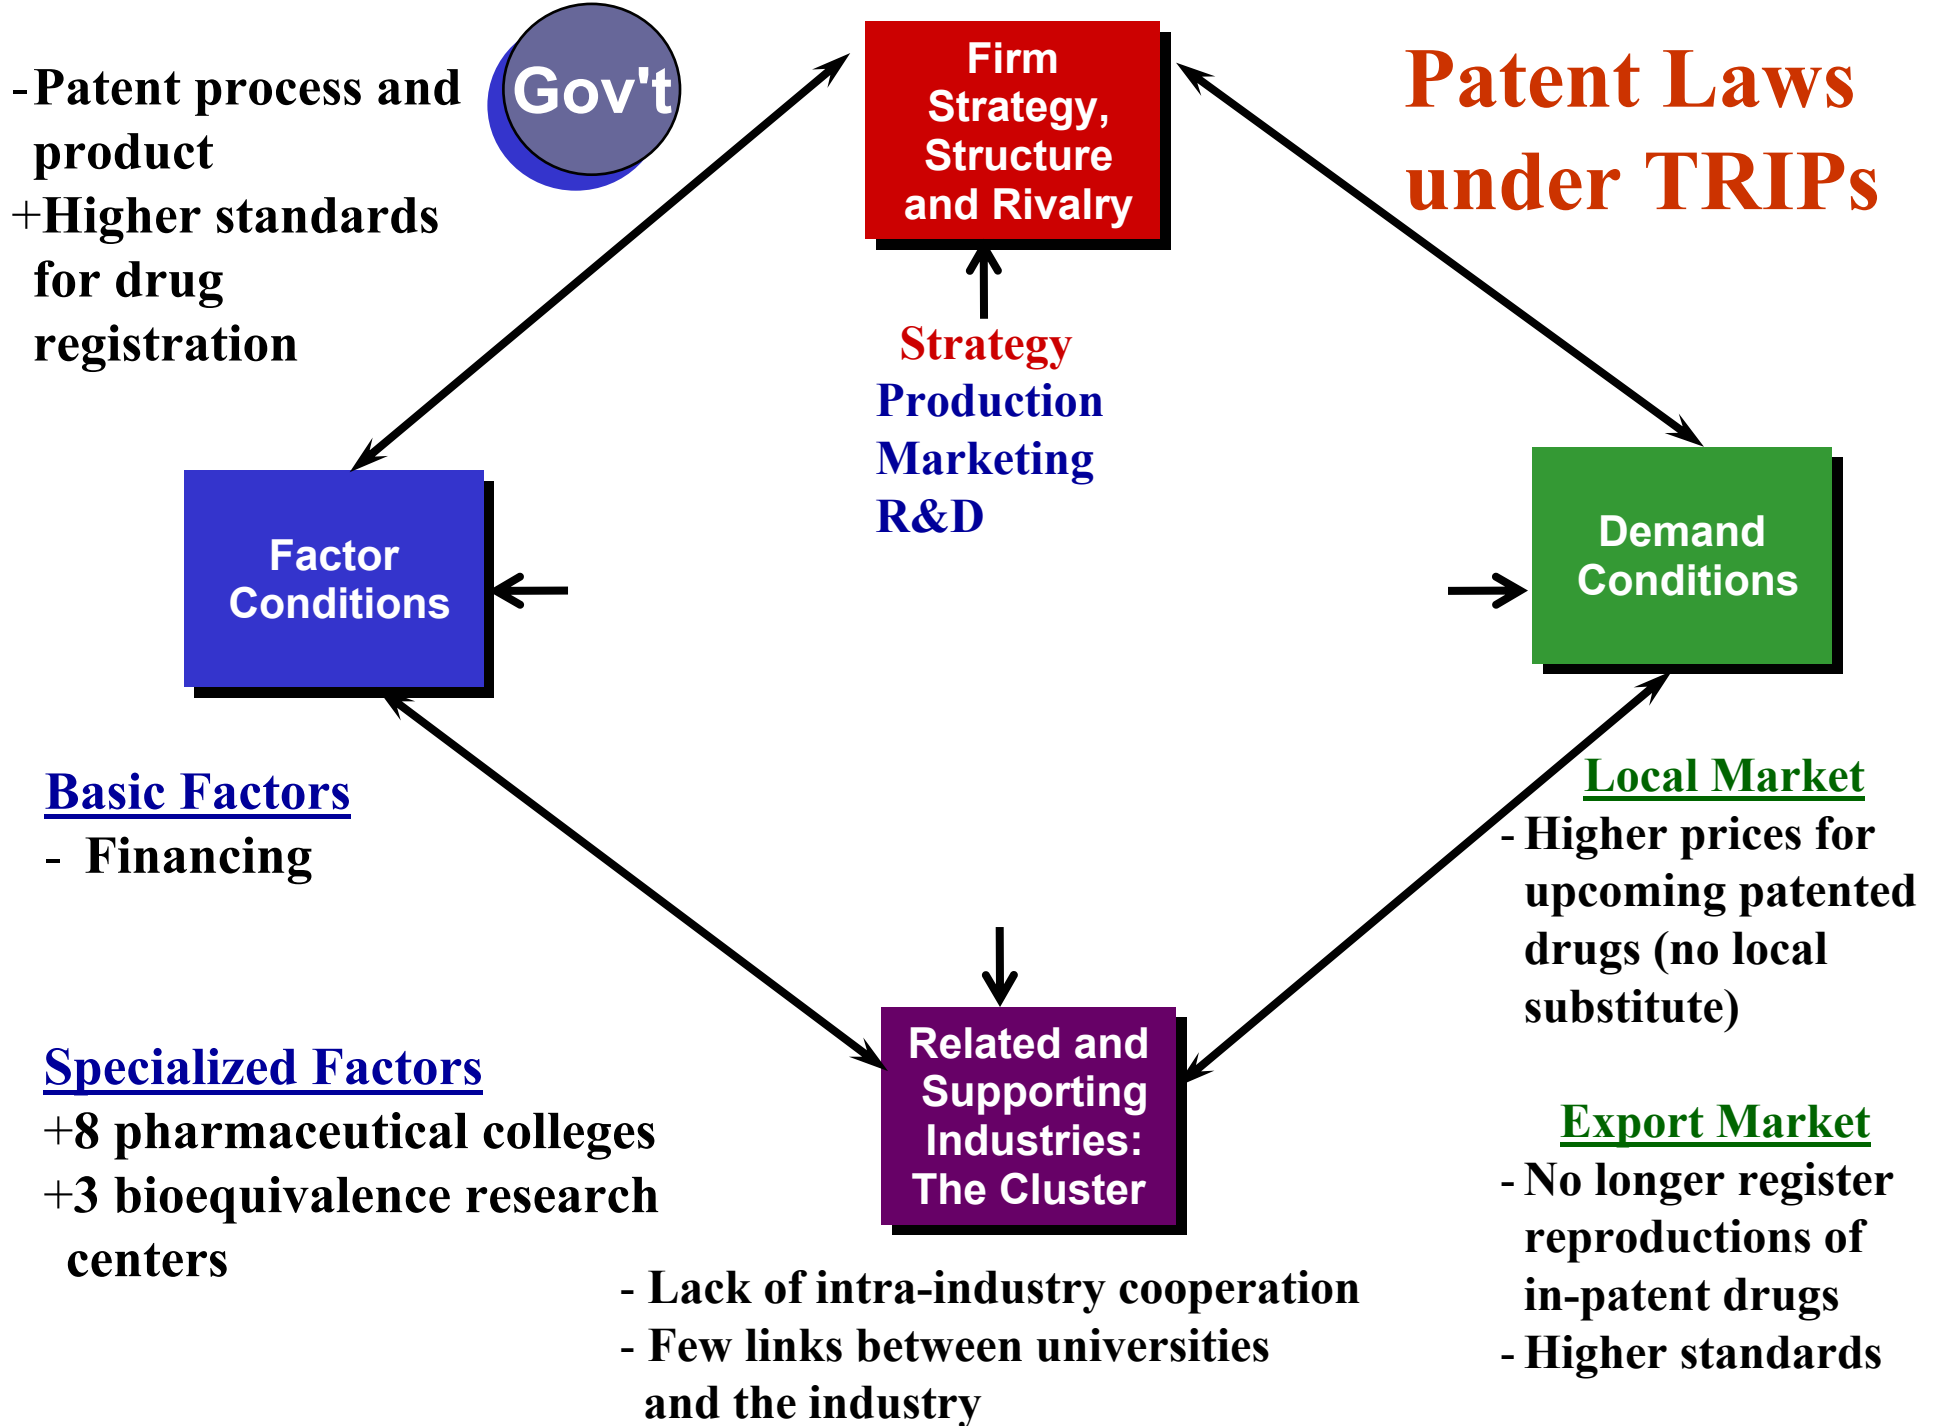 -Patent process and
product
+Higher standards
for drug
registration
Gov't
Firm
Strategy,
Structure
and Rivalry
Patent Laws
under TRIPs
Strategy
Production
Marketing
R&D
Factor
Conditions
Demand
Conditions
Basic Factors
- Financing
Specialized Factors
+8 pharmaceutical colleges
+3 bioequivalence research
centers
Related and
Supporting
Industries:
The Cluster
- Lack of intra-industry cooperation
- Few links between universities
and the industry
Local Market
- Higher prices for
upcoming patented
drugs (no local
substitute)
Export Market
- No longer register
reproductions of
in-patent drugs
- Higher standards